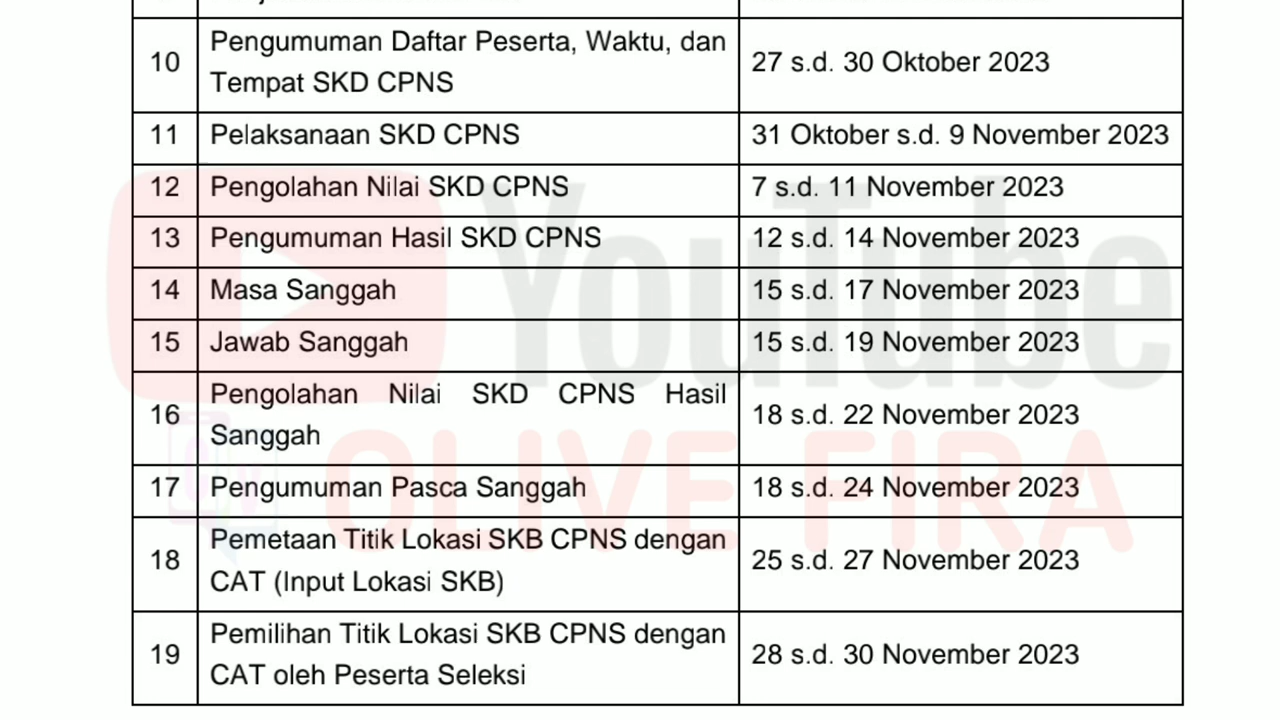 10
Pengumuman Daftar Peserta, Waktu, dan
Tempat SKD CPNS
27 s.d. 30 Oktober 2023
11
Pelaksanaan SKD CPNS
31 Oktober s.d. 9 November 2023
12
Pengolahan Nilai SKD CPNS
7 s.d. 11 November 2023
13
Pengumuman Hasil SKD CPNS
12 s.d. 14 November 2023
14
Masa Sanggah
15 s.d. 17 November 2023
15
Jawab Sanggah
15 s.d. 19 November 2023
16
Pengolahan Nilai SKD CPNS Hasil
Sanggah
18 s.d. 22 November 2023
17
Pengumuman Pasca Sanggah
18 s.d. 24 November 2023
18
Pemetaan Titik Lokasi SKB CPNS dengan
CAT (Input Lokasi SKB)
25 s.d. 27 November 2023
19
Pemilihan Titik Lokasi SKB CPNS dengan
CAT oleh Peserta Seleksi
28 s.d. 30 November 2023
YouTube
OLIVE FIRA